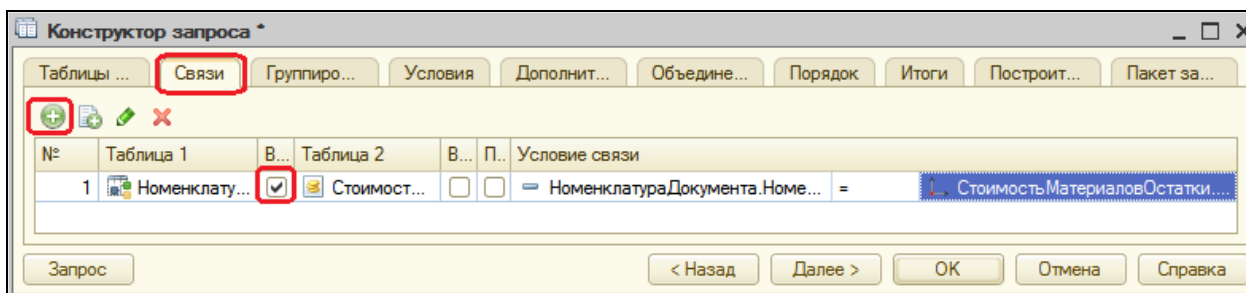 Конструктор запроса *
Таблицы ... Связи Группиро... Условия Дополнит... Объедине... Порядок Итоги Построит... Пакет за...
№ Таблица 1 В... Таблица 2 В... П.. Условие связи
1 Номенклату... Стоимост... НоменклатураДокумента.Номе... = СтоимостьМатериаловОстатки....
Запрос < Назад Далее > ОК Отмена Справка